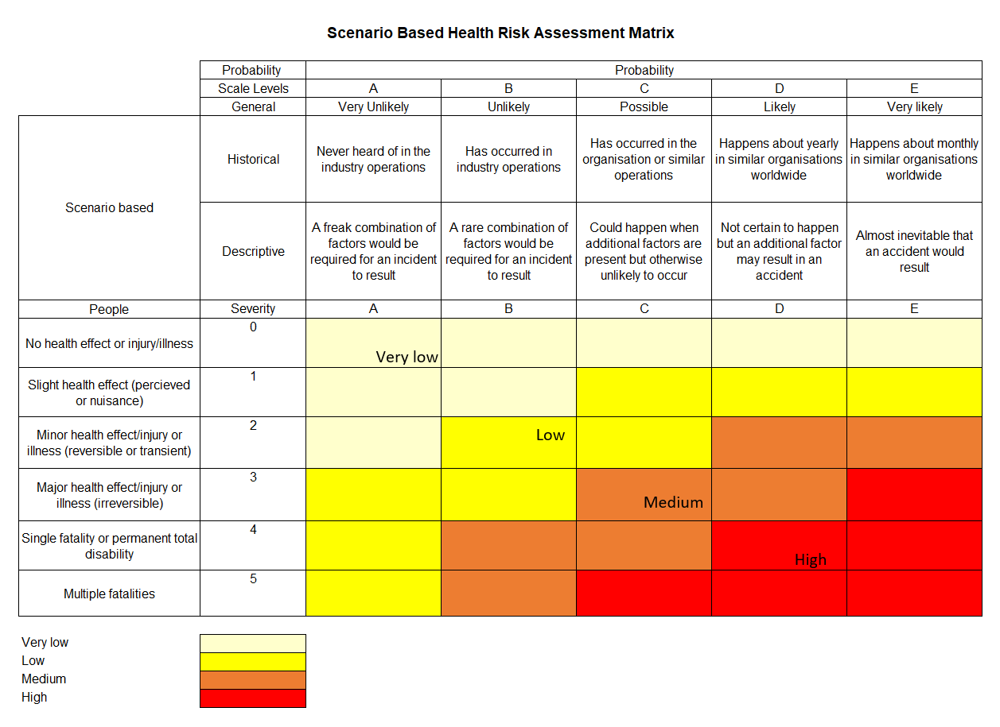 Scenario Based Health Risk Assessment Matrix
Probability
Probability
Scale Levels
A
B
C
D
E
General
Very Unlikely
Unlikely
Possible
Likely
Very likely
Scenario based
Historical
Never heard of in the
industry operations
Has occurred in
industry operations
Has occurred in the
organisation or similar
operations
Happens about yearly
in similar organisations
worldwide
Happens about monthly
in similar organisations
worldwide
Descriptive
A freak combination of
factors would be
required for an incident
to result
A rare combination of
factors would be
required for an incident
to result
Could happen when
additional factors are
present but otherwise
unlikely to occur
Not certain to happen
but an additional factor
may result in an
accident
Almost inevitable that
an accident would
result
People
Severity
A
B
C
D
E
No health effect or injury/illness
0
Very low
Slight health effect (percieved
or nuisance)
1
Minor health effect/injury or
illness (reversible or transient)
2
Low
Major health effect/injury or
illness (irreversible)
3
Medium
Single fatality or permanent total
disability
4
High
Multiple fatalities
5
Very low
Low
Medium
High